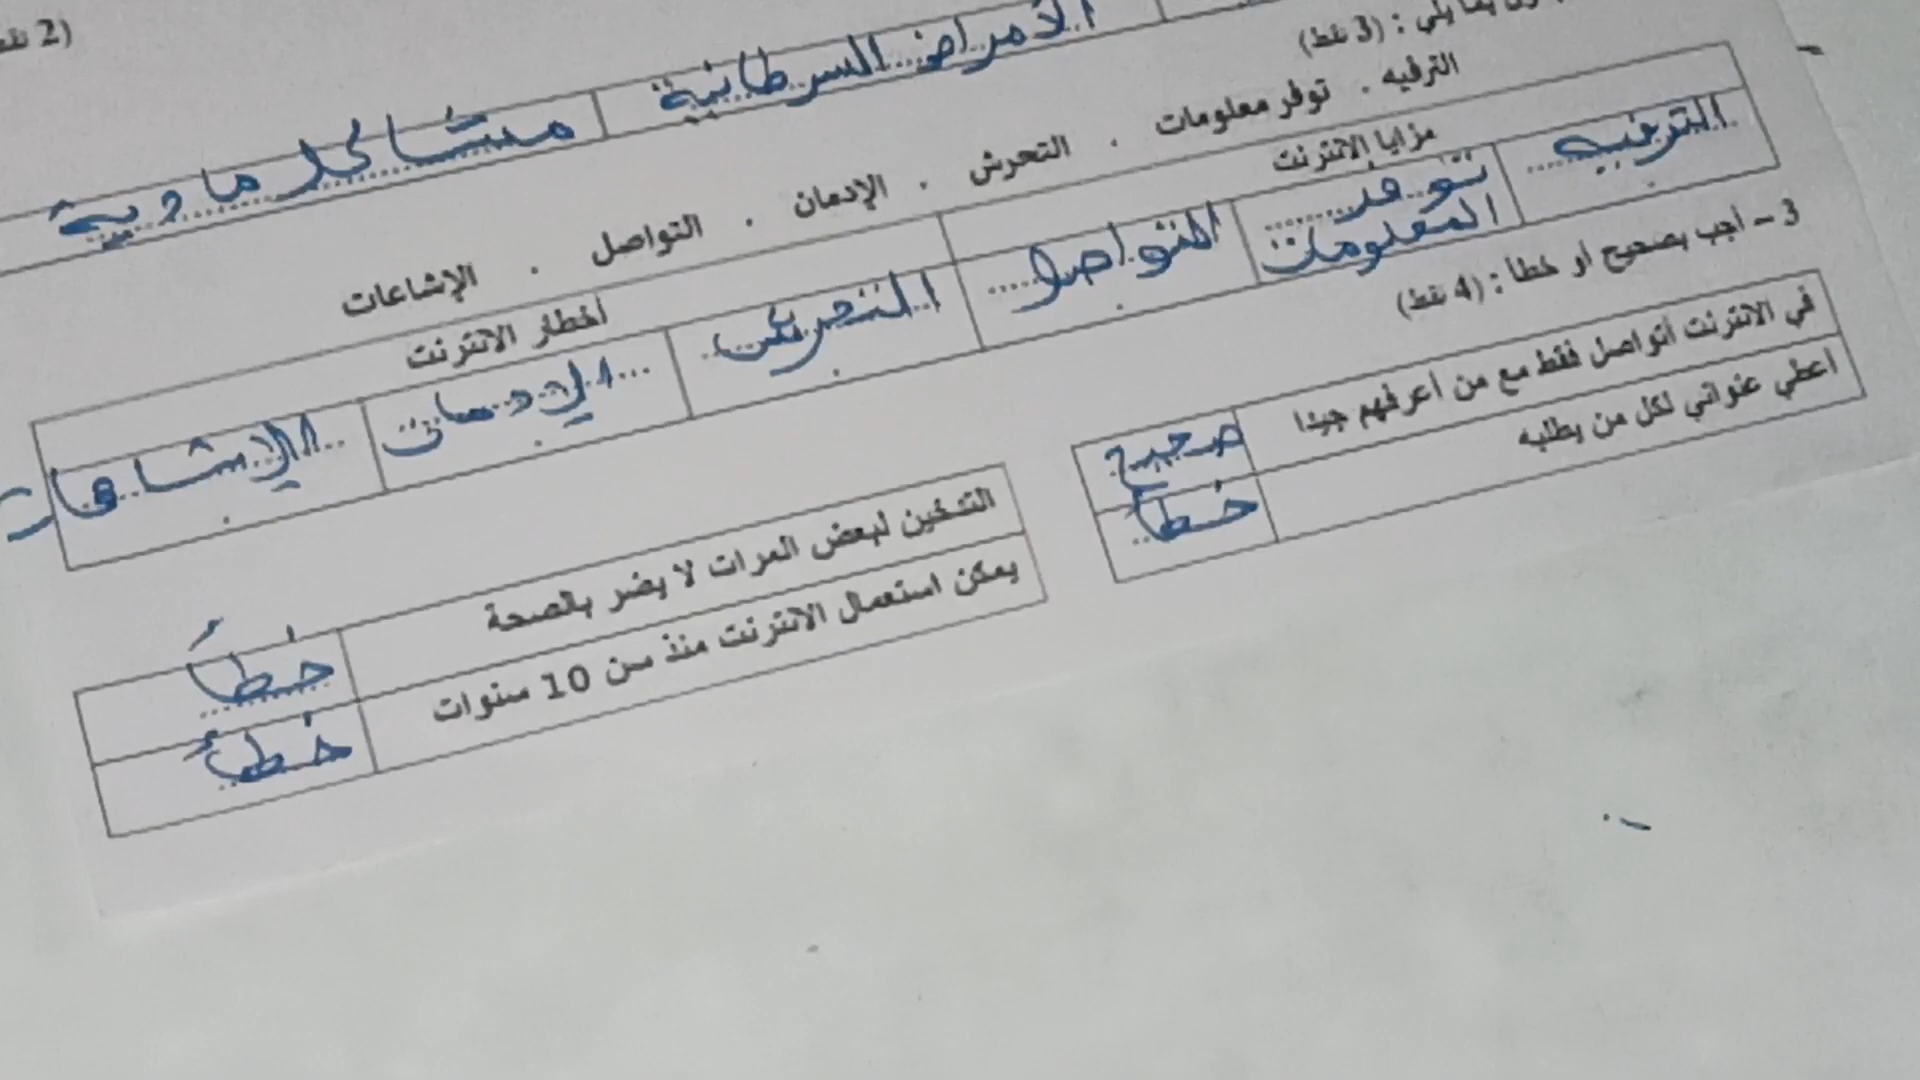 الأمراض السرطانية
مشاكل مادية
يلي : (3 نقط)
الترفيه . توفر معلومات . التحرش . الإدمان . التواصل . الإشاعات
مزايا الانترنت
أخطار الانترنت
الترفيه
توفر المعلومات
التواصل
التحرش
الإدمان
الإشاعات
3 – أجب بصحيح أو خطأ : (4 نقط)
في الانترنت أتواصل فقط مع من أعرفهم جيدا صحيح
أعطي عنواني لكل من يطلبه خطأ
التدخين لبعض المرات لا يضر بالصحة خطأ
يمكن استعمال الانترنت منذ سن 10 سنوات خطأ